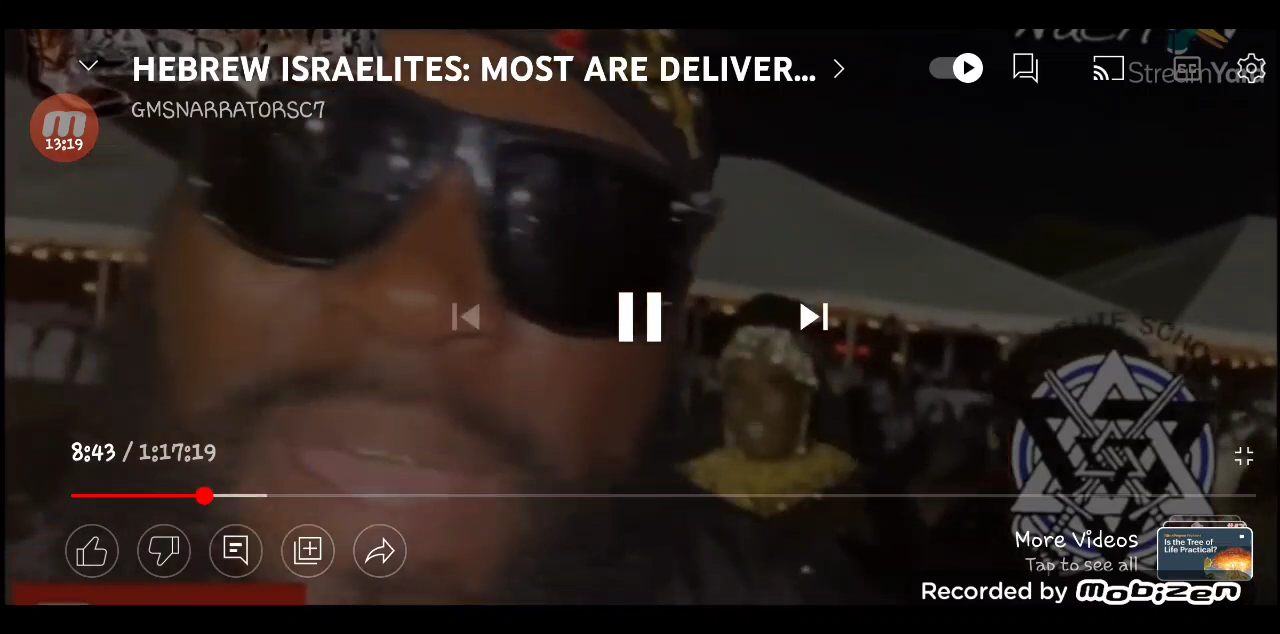 HEBREW ISRAELITES: MOST ARE DELIVER...
GMSNARRATORSC7
StreamYard
13:19
8:43 / 1:17:19
More Videos
Tap to see all
Is the Tree of
Life Practical?
Recorded by Mobizen